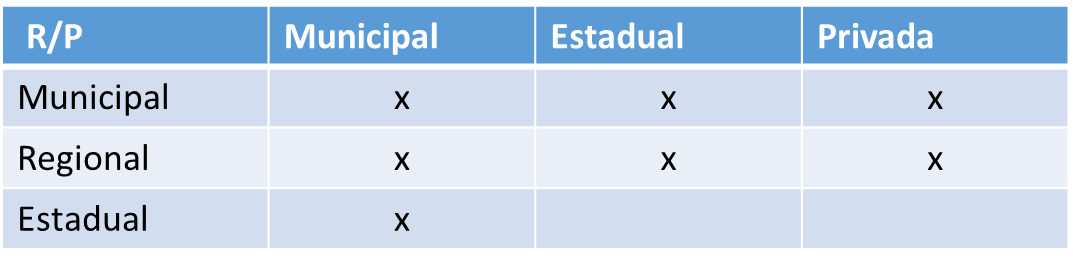 R/P Municipal Estadual Privada
Municipal x x x
Regional x x x
Estadual x